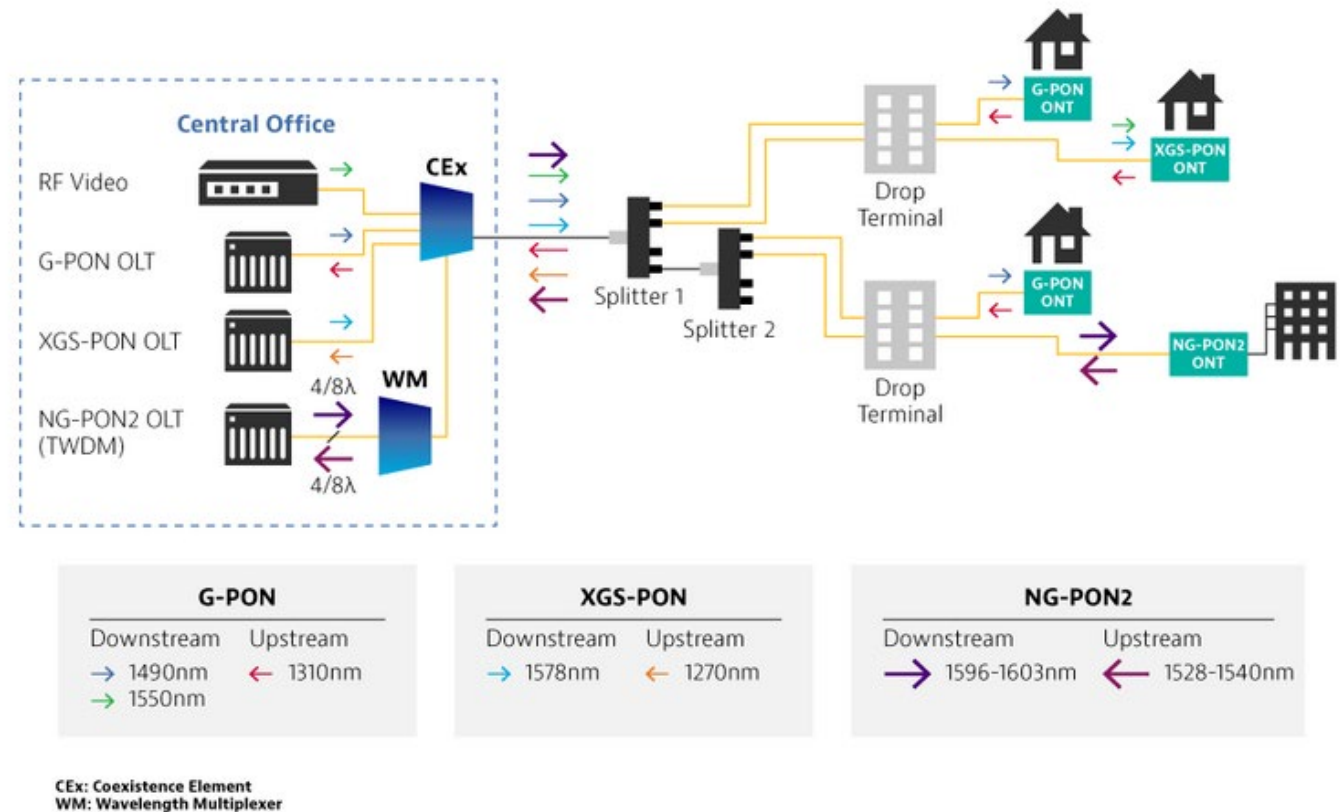 Central Office
RF Video
CEx
G-PON OLT
XGS-PON OLT
4/8λ
WM
NG-PON2 OLT
(TWDM)
4/8λ
Splitter 1
Splitter 2
Drop
Terminal
G-PON
ONT
XGS-PON
ONT
Drop
Terminal
G-PON
ONT
NG-PON2
ONT
G-PON
Downstream Upstream
1490nm 1310nm
1550nm
XGS-PON
Downstream Upstream
1578nm 1270nm
NG-PON2
Downstream Upstream
1596-1603nm 1528-1540nm
CEx: Coexistence Element
WM: Wavelength Multiplexer